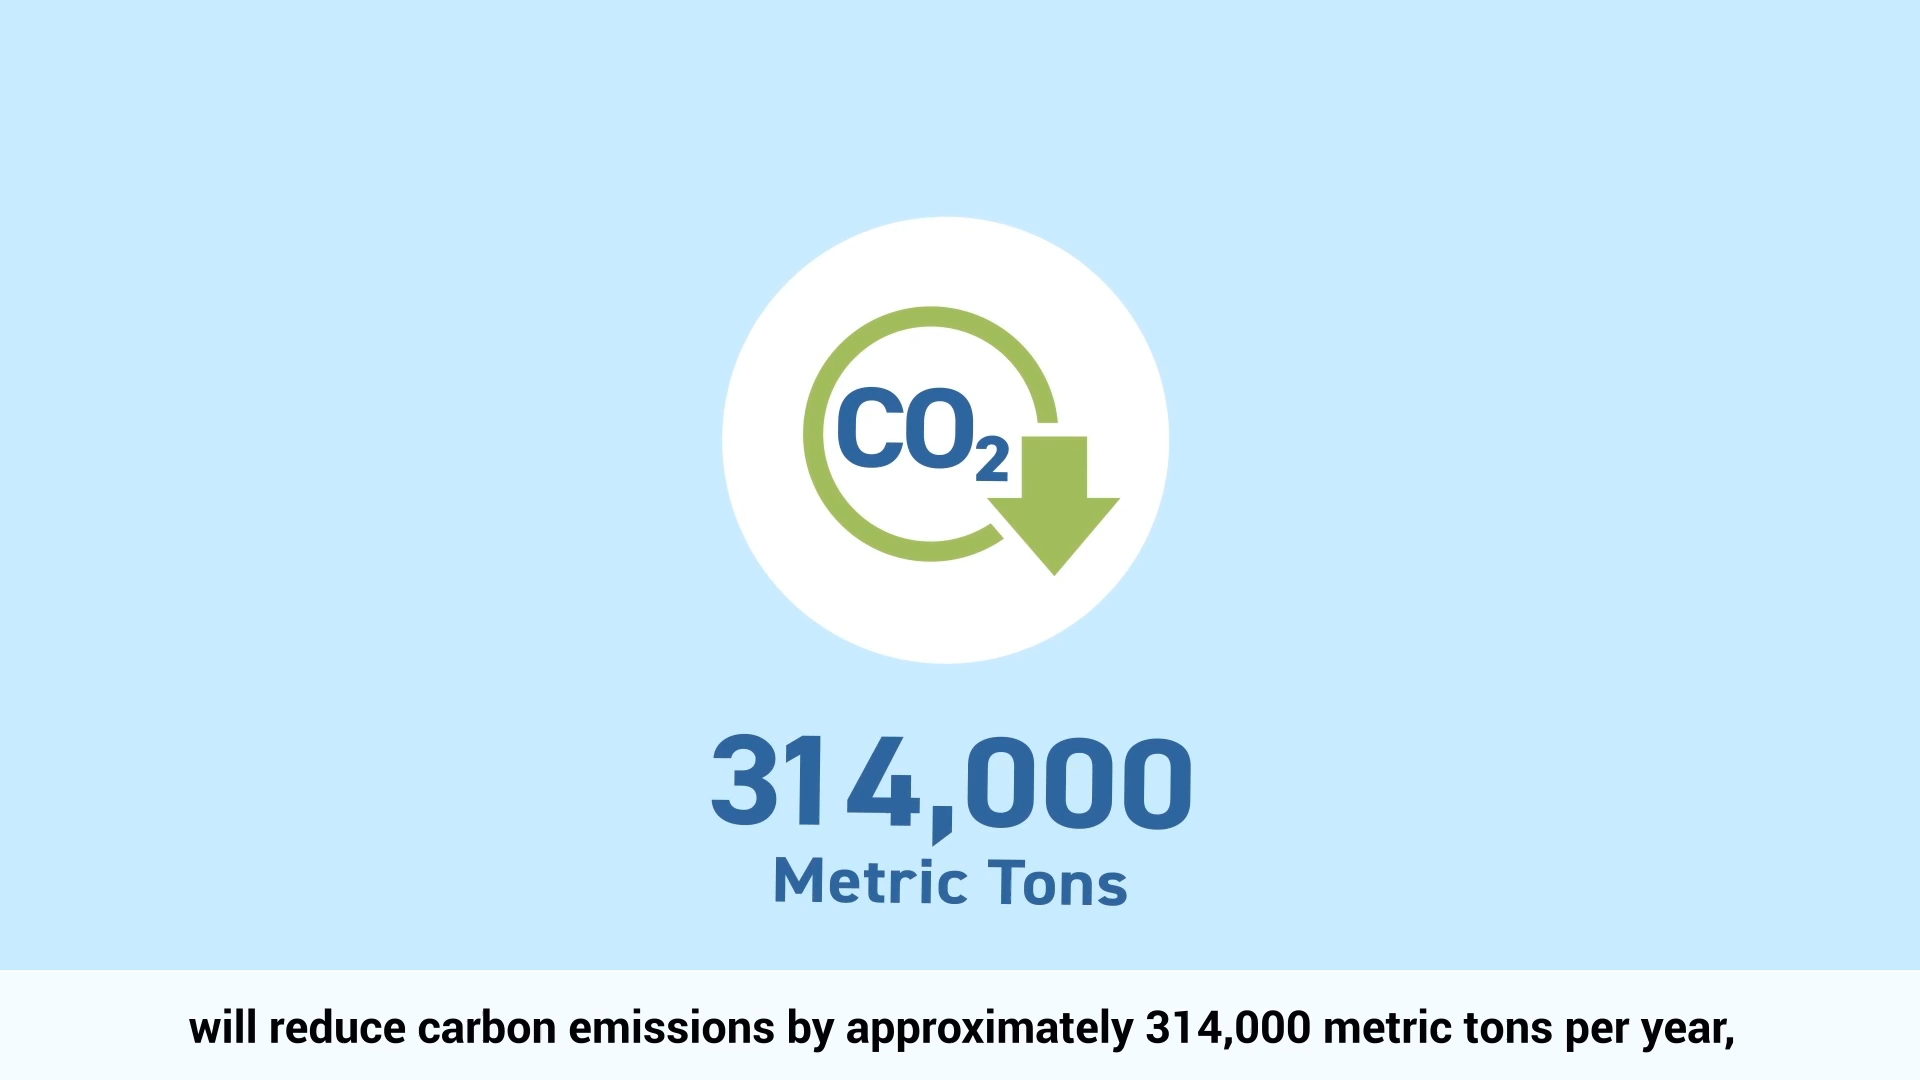 CO₂
314,000
Metric Tons
will reduce carbon emissions by approximately 314,000 metric tons per year,